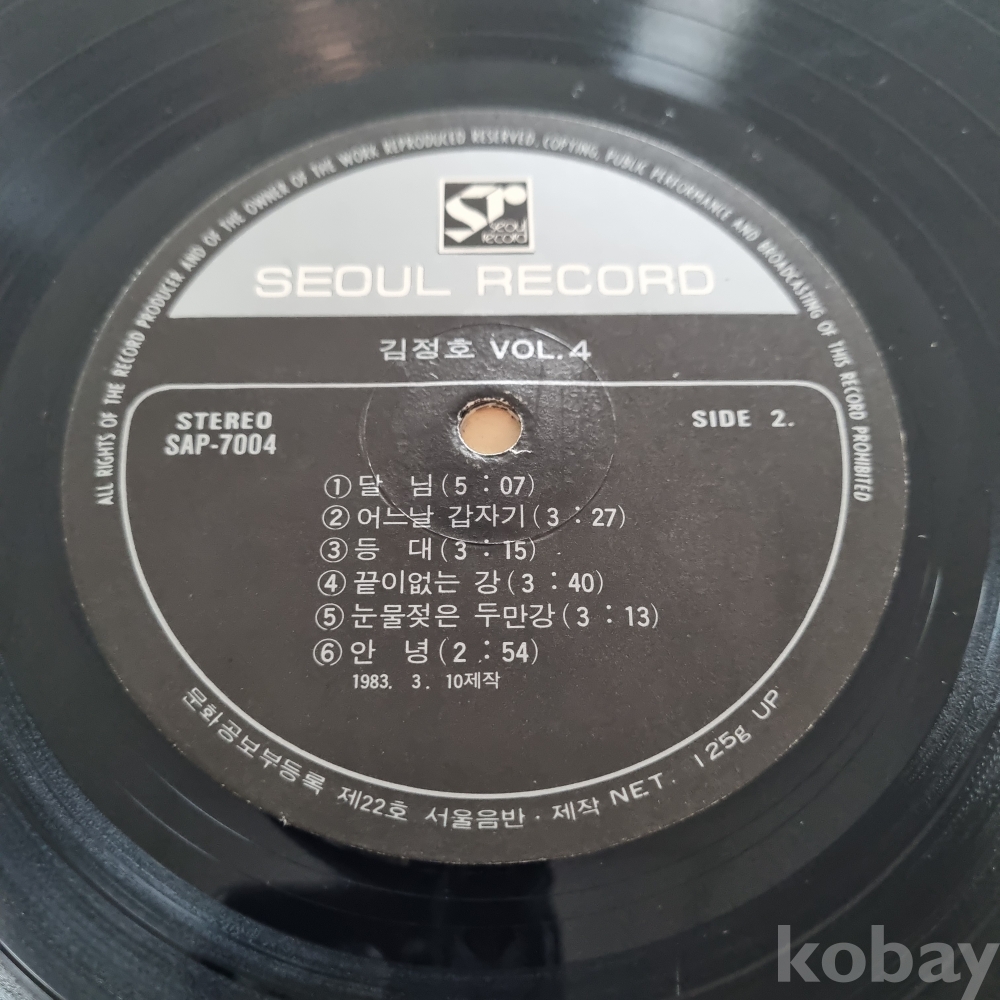 ALL RIGHTS OF THE RECORD PRODUCER AND OF THE OWNER OF THE WORK REPRODUCED RESERVED. COPYING, PUBLIC PERFORMANCE AND BROADCASTING OF THIS RECORD PROHIBITED
Sr
seoul
record
SEOUL RECORD
김정호 VOL.4
STEREO
SAP-7004
SIDE 2.
①달 님(5 : 07)
②어느날 갑자기(3 : 27)
③등 대(3 : 15)
④끝이없는 강(3 : 40)
⑤눈물젖은 두만강(3 : 13)
⑥안 녕(2 : 54)
1983. 3. 10제작
문화공보부등록 제22호 서울음반·제작 NET. 125g UP
kobay